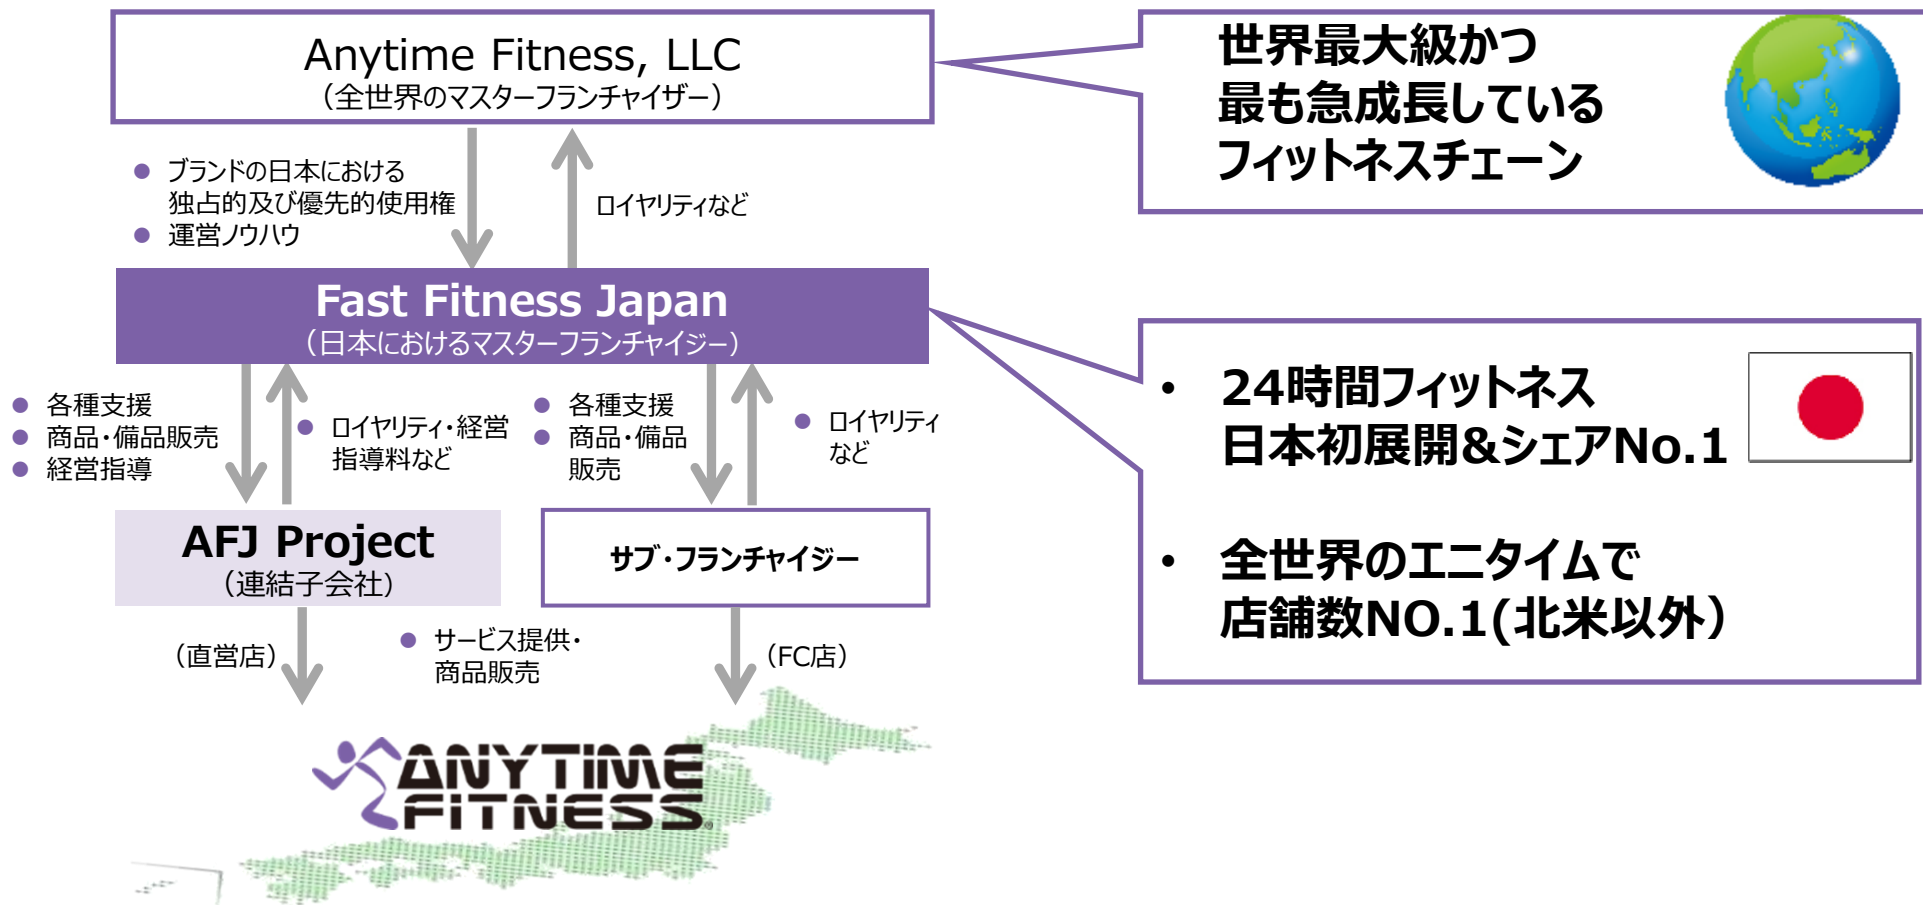 Anytime Fitness, LLC
（全世界のマスターフランチャイザー）
世界最大級かつ
最も急成長している
フィットネスチェーン
● ブランドの日本における
独占的及び優先的使用権
● 運営ノウハウ
ロイヤリティなど
Fast Fitness Japan
（日本におけるマスターフランチャイジー）
● 各種支援
● 商品・備品販売
● 経営指導
● ロイヤリティ・経営
指導料など
● 各種支援
● 商品・備品
販売
● ロイヤリティ
など
• 24時間フィットネス
日本初展開&シェアNo.1
• 全世界のエニタイムで
店舗数NO.1(北米以外）
AFJ Project
（連結子会社）
サブ・フランチャイジー
（直営店）
● サービス提供・
商品販売
（FC店）
ANYTIME
FITNESS®